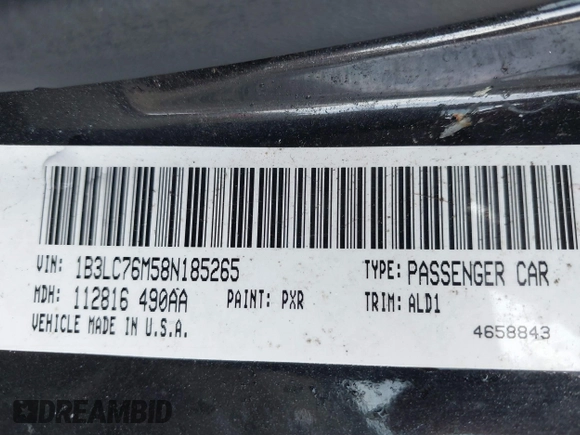 VIN: 1B3LC76M58N185265 TYPE: PASSENGER CAR
MDH: 112816 490AA PAINT: PXR TRIM: ALD1
VEHICLE MADE IN U.S.A. 4658843
DREAMBID